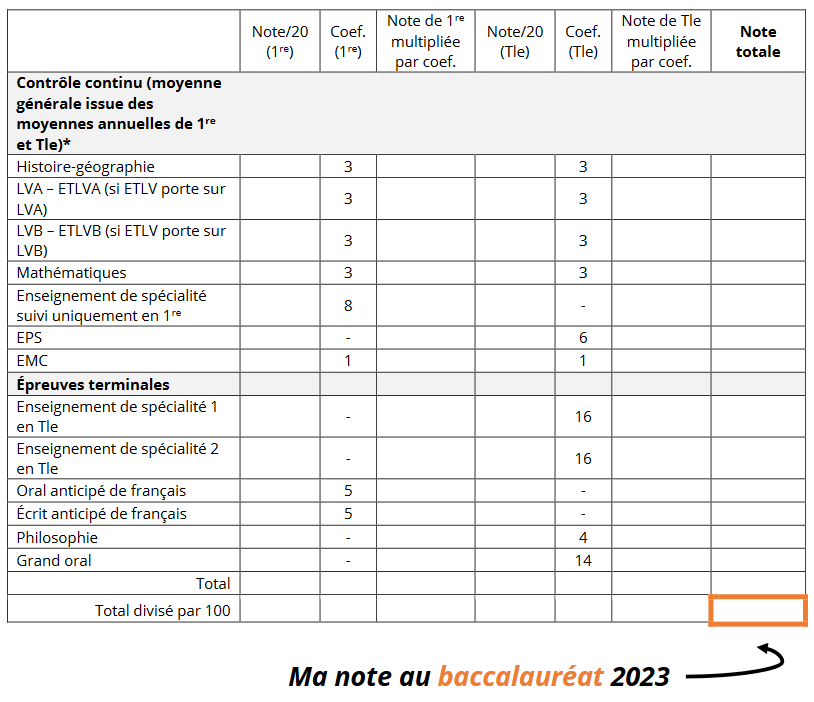 Note/20 (1re) Coef. (1re) Note de 1re multipliée par coef. Note/20 (Tle) Coef. (Tle) Note de Tle multipliée par coef. Note totale
Contrôle continu (moyenne
générale issue des
moyennes annuelles de 1re
et Tle)*
Histoire-géographie 3 3
LVA – ETLVA (si ETLV porte sur
LVA) 3 3
LVB – ETLVB (si ETLV porte sur
LVB) 3 3
Mathématiques 3 3
Enseignement de spécialité
suivi uniquement en 1re 8 -
EPS - 6
EMC 1 1
Épreuves terminales
Enseignement de spécialité 1
en Tle - 16
Enseignement de spécialité 2
en Tle - 16
Oral anticipé de français 5 -
Écrit anticipé de français 5 -
Philosophie - 4
Grand oral - 14
Total
Total divisé par 100
Ma note au baccalauréat 2023